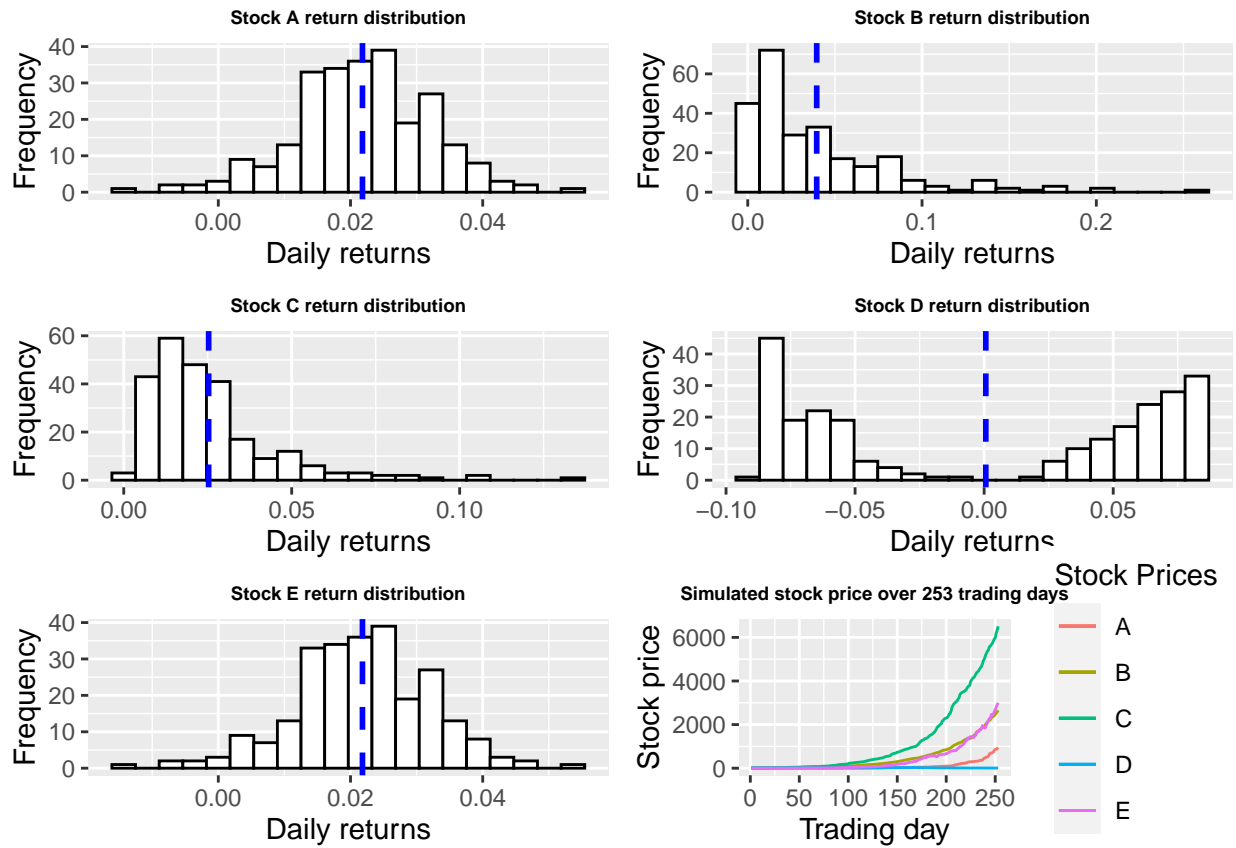 Stock A return distribution
Frequency
40
30
20
10
0
0.00 0.02 0.04
Daily returns
Stock B return distribution
Frequency
60
40
20
0
0.0 0.1 0.2
Daily returns
Stock C return distribution
Frequency
60
40
20
0
0.00 0.05 0.10
Daily returns
Stock D return distribution
Frequency
40
30
20
10
0
−0.10 −0.05 0.00 0.05
Daily returns
Stock E return distribution
Frequency
40
30
20
10
0
0.00 0.02 0.04
Daily returns
Simulated stock price over 253 trading days
Stock price
6000
4000
2000
0
0 50 100 150 200 250
Trading day
Stock Prices
A
B
C
D
E